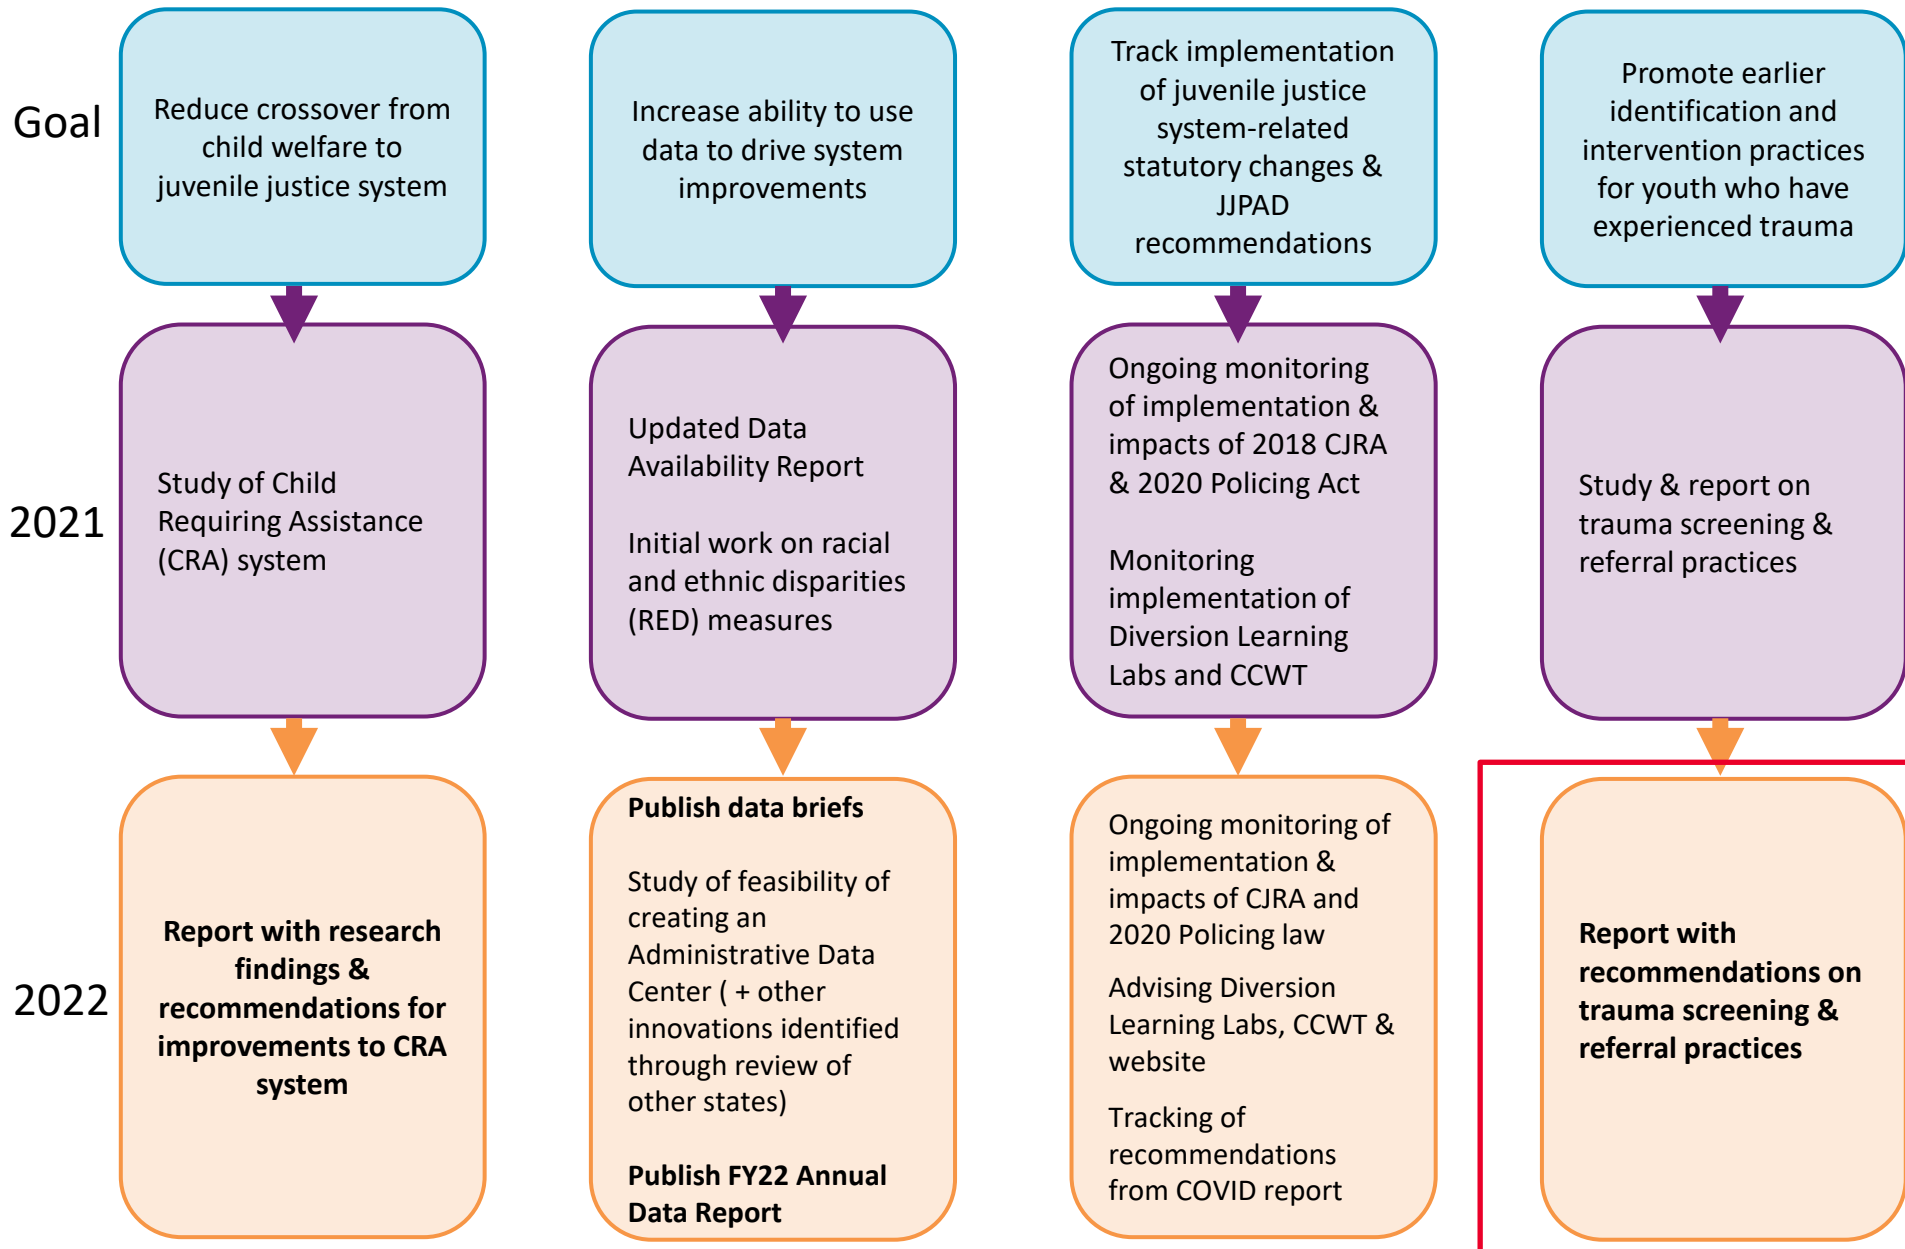 Goal
Reduce crossover from
child welfare to
juvenile justice system
Increase ability to use
data to drive system
improvements
Track implementation
of juvenile justice
system-related
statutory changes &
JJPAD
recommendations
Promote earlier
identification and
intervention practices
for youth who have
experienced trauma
2021
Study of Child
Requiring Assistance
(CRA) system
Updated Data
Availability Report
Initial work on racial
and ethnic disparities
(RED) measures
Ongoing monitoring
of implementation &
impacts of 2018 CJRA
& 2020 Policing Act
Monitoring
implementation of
Diversion Learning
Labs and CCWT
Study & report on
trauma screening &
referral practices
2022
Report with research
findings &
recommendations for
improvements to CRA
system
Publish data briefs
Study of feasibility of
creating an
Administrative Data
Center ( + other
innovations identified
through review of
other states)
Publish FY22 Annual
Data Report
Ongoing monitoring of
implementation &
impacts of CJRA and
2020 Policing law
Advising Diversion
Learning Labs, CCWT &
website
Tracking of
recommendations
from COVID report
Report with
recommendations on
trauma screening &
referral practices